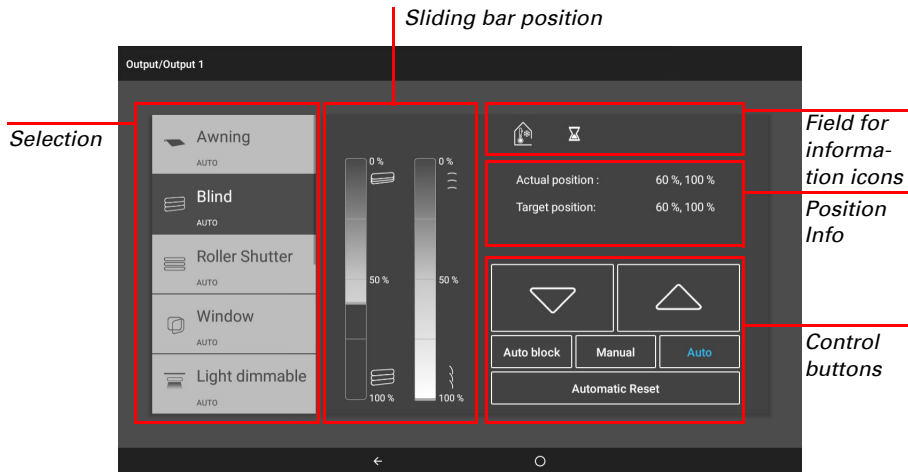 Sliding bar position
Output/Output 1
Selection
Awning
AUTO
Blind
AUTO
Roller Shutter
AUTO
Window
AUTO
Light dimmable
AUTO
0 %
50 %
100 %
0 %
50 %
100 %
Actual position : 60 %, 100 %
Target position: 60 %, 100 %
Auto block Manual Auto
Automatic Reset
Field for
informa-
tion icons
Position
Info
Control
buttons